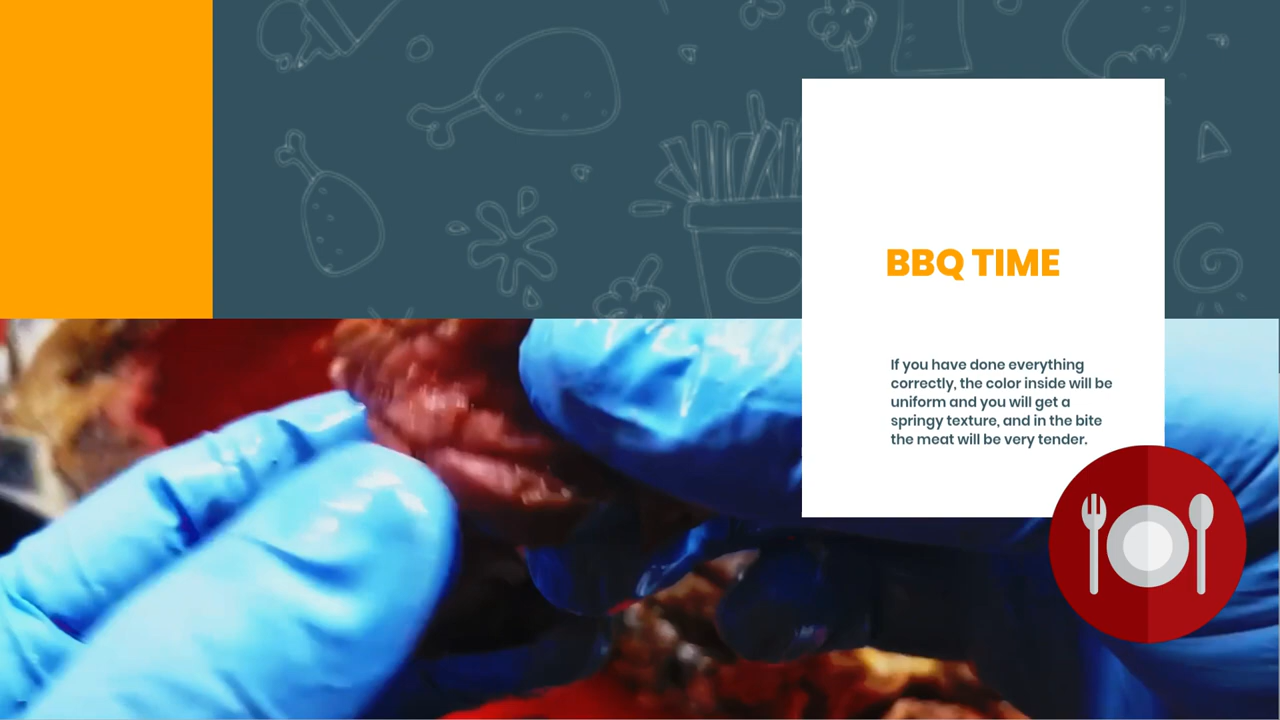 BBQ TIME
If you have done everything
correctly, the color inside will be
uniform and you will get a
springy texture, and in the bite
the meat will be very tender.